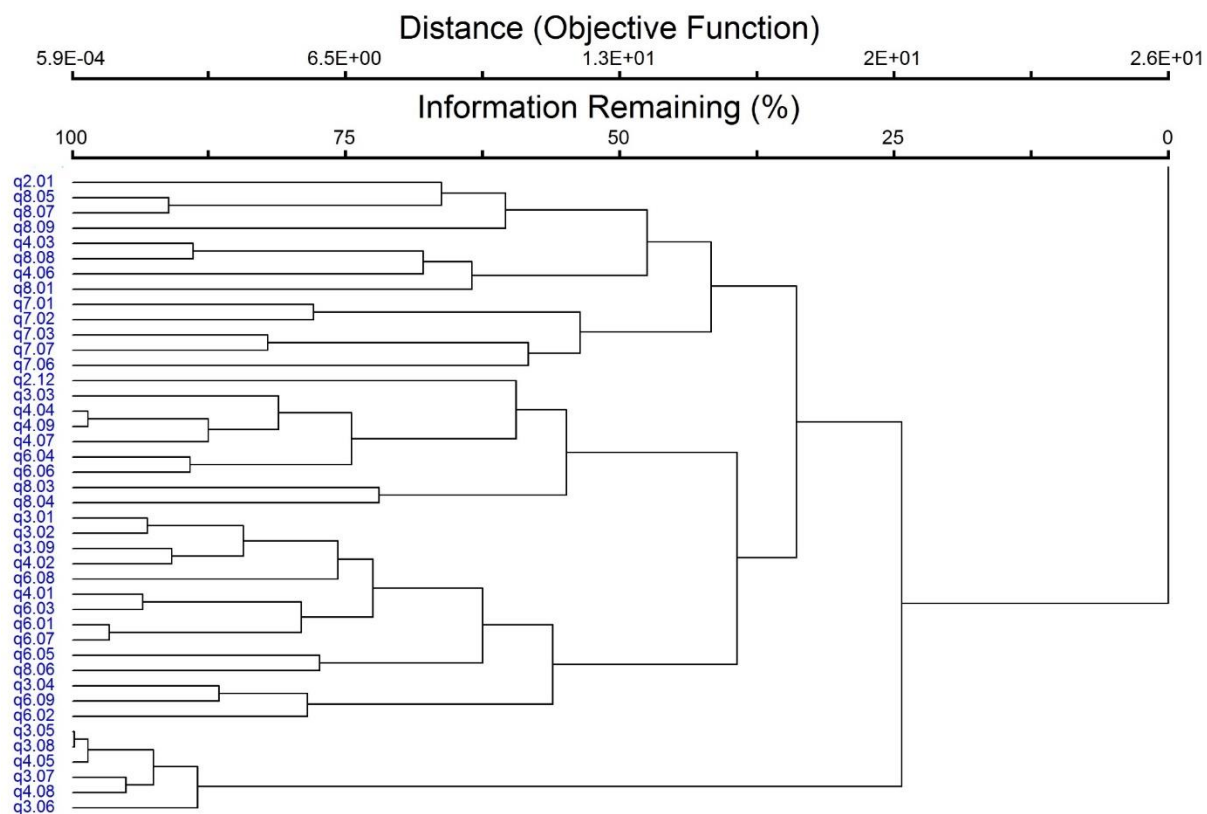 Distance (Objective Function)
5.9E-04 6.5E+00 1.3E+01 2E+01 2.6E+01
Information Remaining (%)
100 75 50 25 0
q2.01
q8.05
q8.07
q8.09
q4.03
q8.08
q4.06
q8.01
q7.01
q7.02
q7.03
q7.07
q7.06
q2.12
q3.03
q4.04
q4.09
q4.07
q6.04
q6.06
q8.03
q8.04
q3.01
q3.02
q3.09
q4.02
q6.08
q4.01
q6.03
q6.01
q6.07
q6.05
q8.06
q3.04
q6.09
q6.02
q3.05
q3.08
q4.05
q3.07
q4.08
q3.06